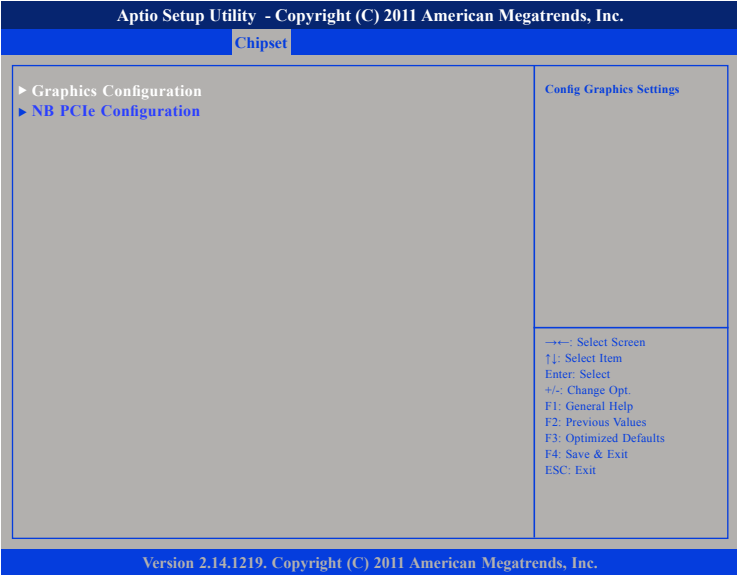 Aptio Setup Utility - Copyright (C) 2011 American Megatrends, Inc.
Chipset
▶ Graphics Configuration
▶ NB PCIe Configuration
Config Graphics Settings
→←: Select Screen
↑↓: Select Item
Enter: Select
+/-: Change Opt.
F1: General Help
F2: Previous Values
F3: Optimized Defaults
F4: Save & Exit
ESC: Exit
Version 2.14.1219. Copyright (C) 2011 American Megatrends, Inc.